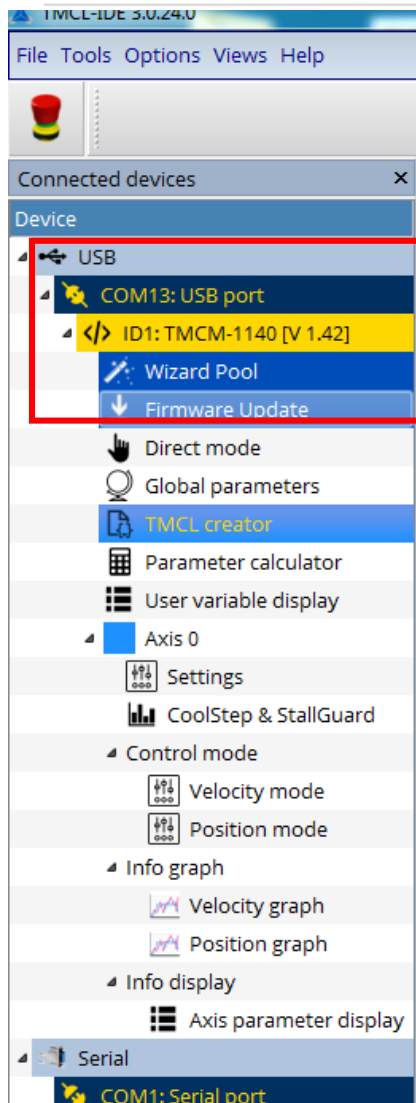 TMCL-IDE 3.0.24.0
File Tools Options Views Help
Connected devices ×
Device
USB
COM13: USB port
</> ID1: TMCM-1140 [V 1.42]
Wizard Pool
Firmware Update
Direct mode
Global parameters
TMCL creator
Parameter calculator
User variable display
Axis 0
Settings
CoolStep & StallGuard
Control mode
Velocity mode
Position mode
Info graph
Velocity graph
Position graph
Info display
Axis parameter display
Serial
COM1: Serial port